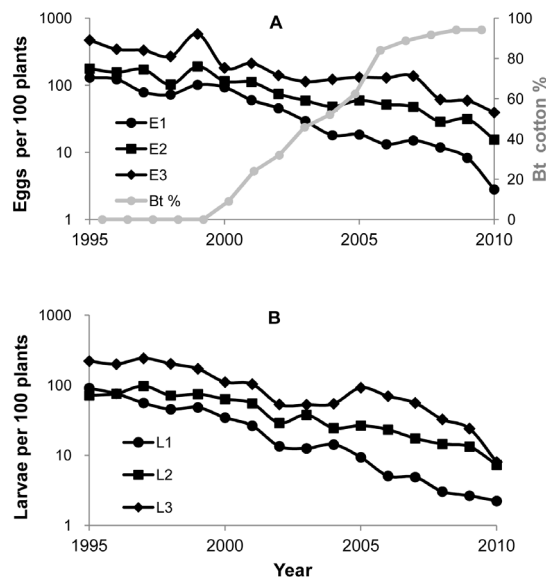 A
Eggs per 100 plants
1000
100
10
1
E1
E2
E3
Bt %
100
80
60
40
20
0
Bt cotton %
1995
2000
2005
2010
B
Larvae per 100 plants
1000
100
10
1
L1
L2
L3
1995
2000
2005
2010
Year